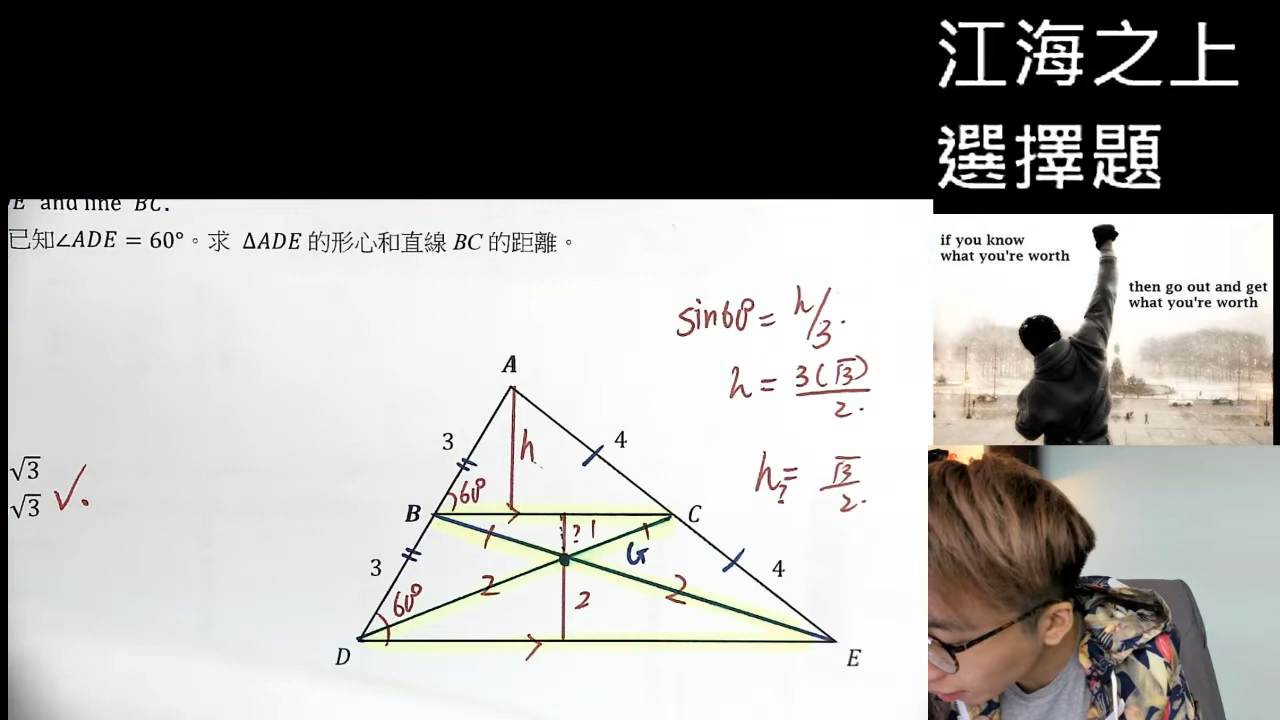 江海之上
選擇題
E and line BC.
已知∠ADE = 60°。求 ΔADE 的形心和直線 BC 的距離。
if you know
what you're worth
then go out and get
what you're worth
sin60° = h/3.
h = 3(√3)/2.
h? = √3/2.
√3
√3 ✓.
A
3
4
h
60°
B
C
1
? 1
1
G
3
4
60°
2
2
2
D
E